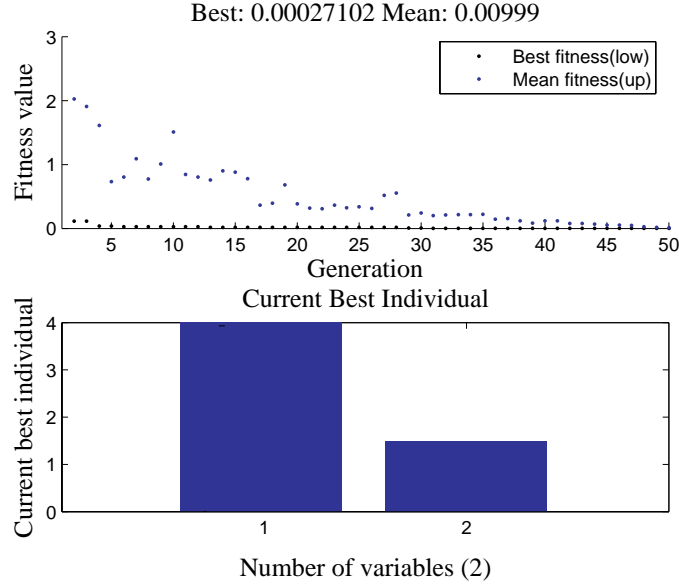 Best: 0.00027102 Mean: 0.00999
3
2
1
0
Fitness value
Best fitness(low)
Mean fitness(up)
5 10 15 20 25 30 35 40 45 50
Generation
Current Best Individual
4
3
2
1
0
Current best individual
1 2
Number of variables (2)